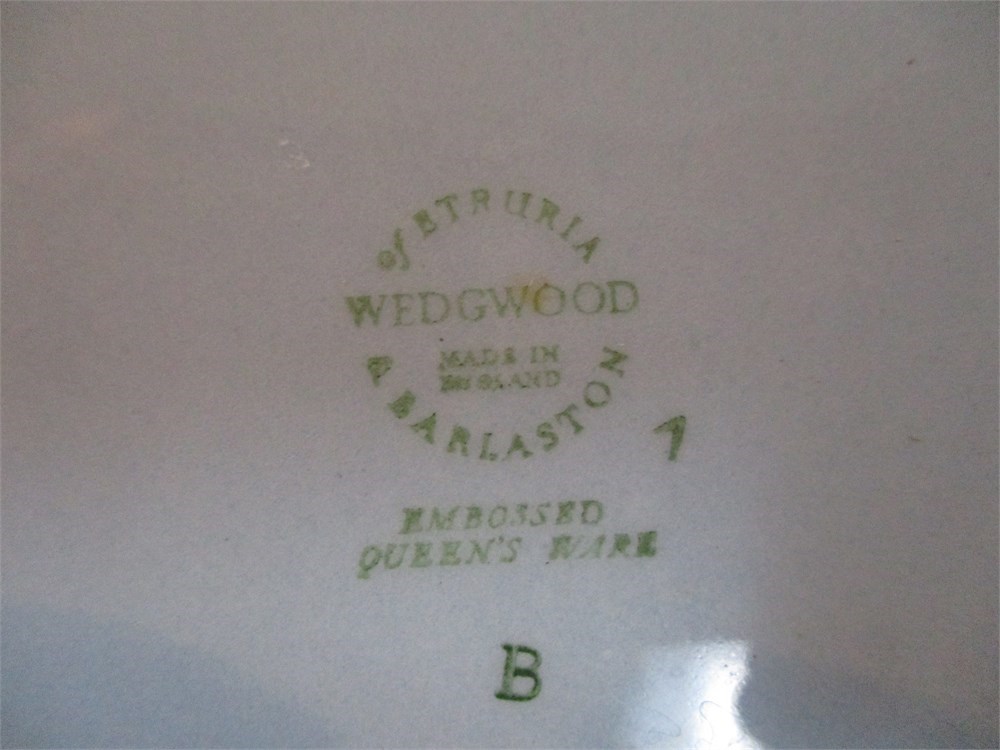 of ETRURIA
WEDGWOOD
MADE IN
ENGLAND
& BARLASTON
7
EMBOSSED
QUEEN'S WARE
B